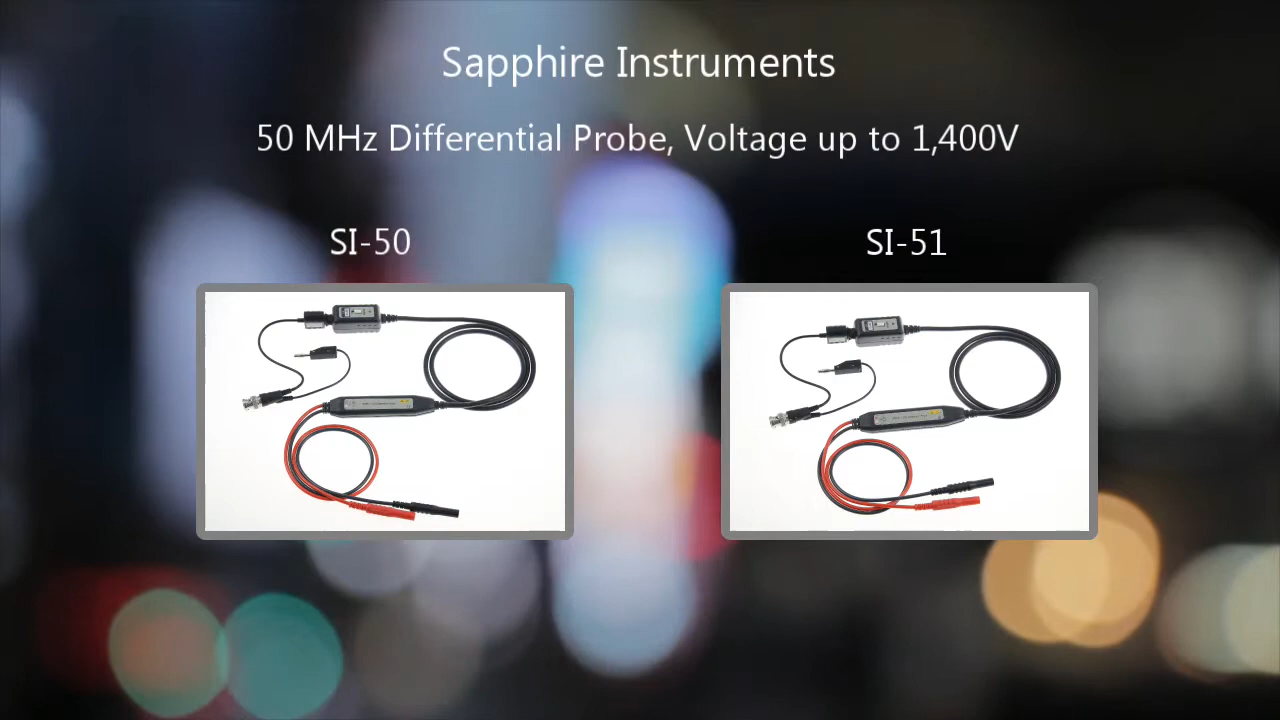 Sapphire Instruments
50 MHz Differential Probe, Voltage up to 1,400V
SI-50
SI-51